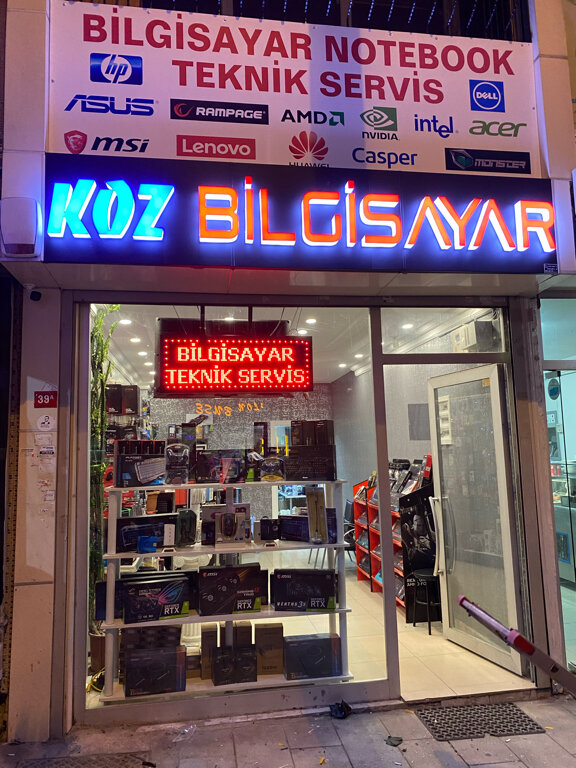 BİLGİSAYAR NOTEBOOK
TEKNİK SERVİS
hp
DELL
ASUS
RAMPAGE
AMD
NVIDIA
intel
acer
msi
Lenovo
HUAWEI
Casper
MONSTER
KOZ BİLGİSAYAR
BİLGİSAYAR
TEKNİK SERVİS
39 A
RTX
RTX
RTX